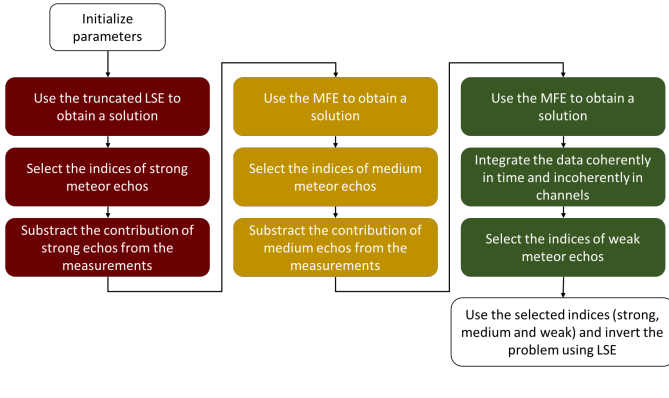 Initialize
parameters
Use the truncated LSE to
obtain a solution
Select the indices of strong
meteor echos
Substract the contribution of
strong echos from the
measurements
Use the MFE to obtain a
solution
Select the indices of medium
meteor echos
Substract the contribution of
medium echos from the
measurements
Use the MFE to obtain a
solution
Integrate the data coherently
in time and incoherently in
channels
Select the indices of weak
meteor echos
Use the selected indices (strong,
medium and weak) and invert the
problem using LSE